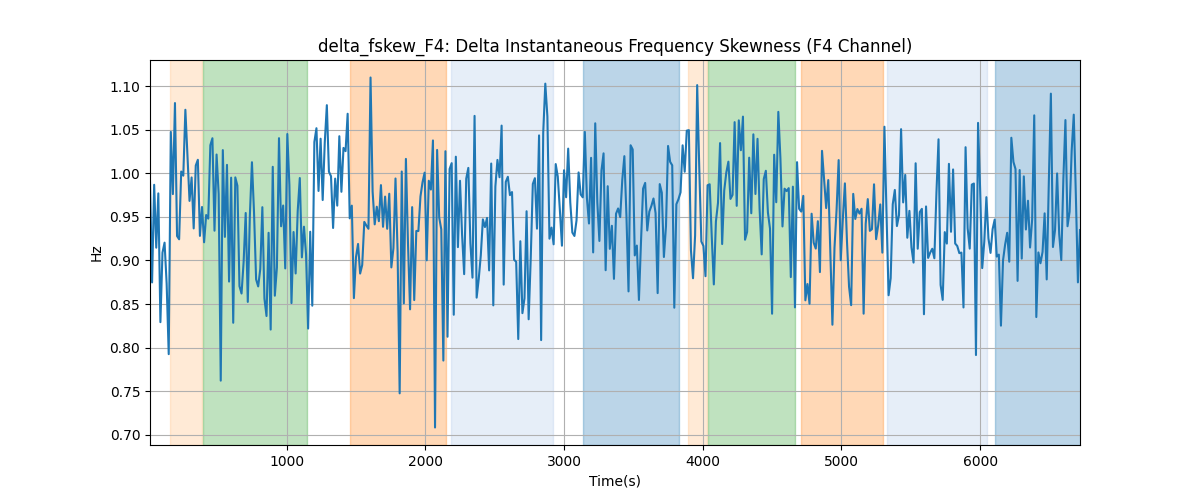 delta_fskew_F4: Delta Instantaneous Frequency Skewness (F4 Channel)
Hz
1.10
1.05
1.00
0.95
0.90
0.85
0.80
0.75
0.70
1000 2000 3000 4000 5000 6000
Time(s)